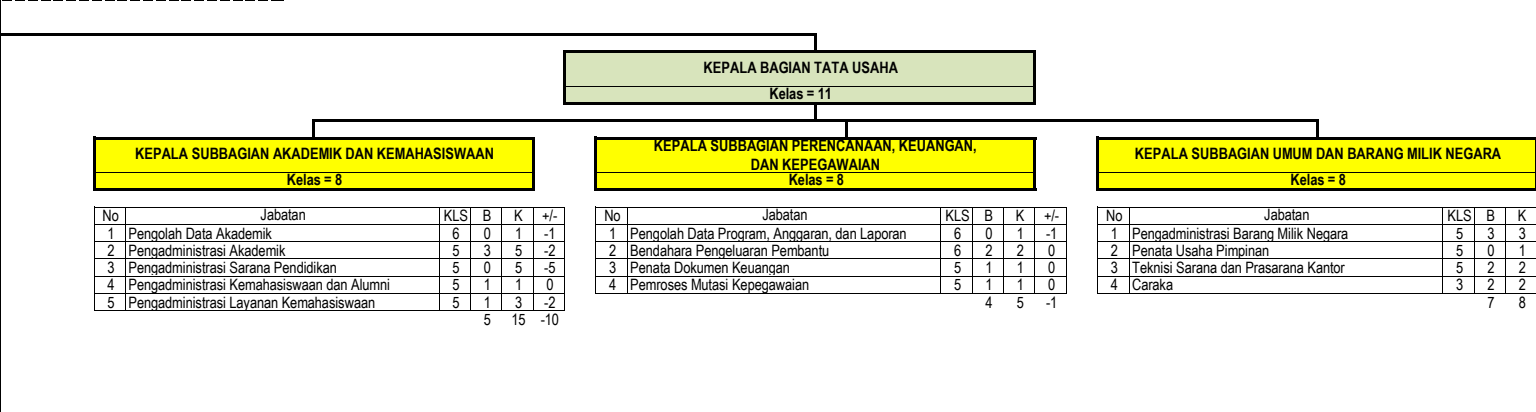 KEPALA BAGIAN TATA USAHA
Kelas = 11
KEPALA SUBBAGIAN AKADEMIK DAN KEMAHASISWAAN
Kelas = 8
No Jabatan KLS B K +/-
1 Pengolah Data Akademik 6 0 1 -1
2 Pengadministrasi Akademik 5 3 5 -2
3 Pengadministrasi Sarana Pendidikan 5 0 5 -5
4 Pengadministrasi Kemahasiswaan dan Alumni 5 1 1 0
5 Pengadministrasi Layanan Kemahasiswaan 5 1 3 -2
5 15 -10
KEPALA SUBBAGIAN PERENCANAAN, KEUANGAN,
DAN KEPEGAWAIAN
Kelas = 8
No Jabatan KLS B K +/-
1 Pengolah Data Program, Anggaran, dan Laporan 6 0 1 -1
2 Bendahara Pengeluaran Pembantu 6 2 2 0
3 Penata Dokumen Keuangan 5 1 1 0
4 Pemroses Mutasi Kepegawaian 5 1 1 0
4 5 -1
KEPALA SUBBAGIAN UMUM DAN BARANG MILIK NEGARA
Kelas = 8
No Jabatan KLS B K
1 Pengadministrasi Barang Milik Negara 5 3 3
2 Penata Usaha Pimpinan 5 0 1
3 Teknisi Sarana dan Prasarana Kantor 5 2 2
4 Caraka 3 2 2
7 8